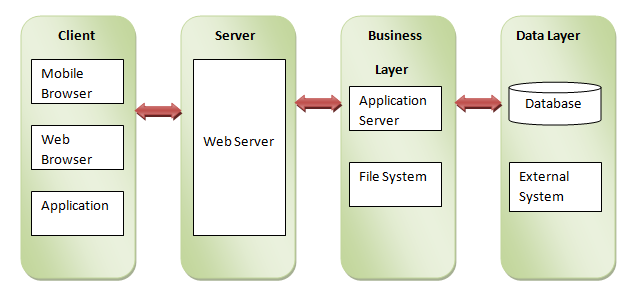 Client
Mobile
Browser
Web
Browser
Application
Server
Web Server
Business
Layer
Application
Server
File System
Data Layer
Database
External
System